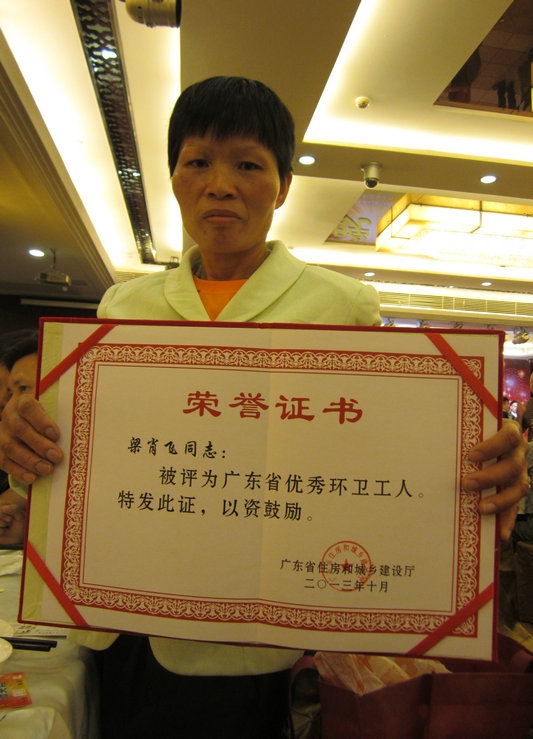 荣誉证书
梁肖飞同志：
被评为广东省优秀环卫工人。
特发此证，以资鼓励。
广东省住房和城乡建设厅
二〇一三年十月